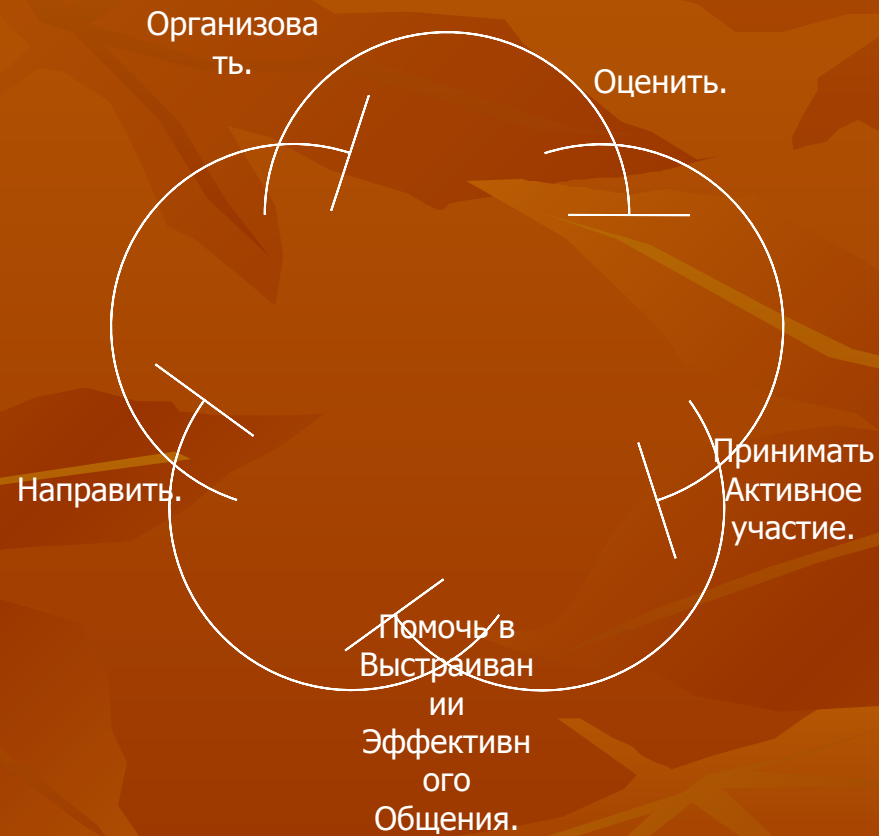 Организова
ть.
Оценить.
Принимать
Активное
участие.
Направить.
Помочь в
Выстраиван
ии
Эффективн
ого
Общения.